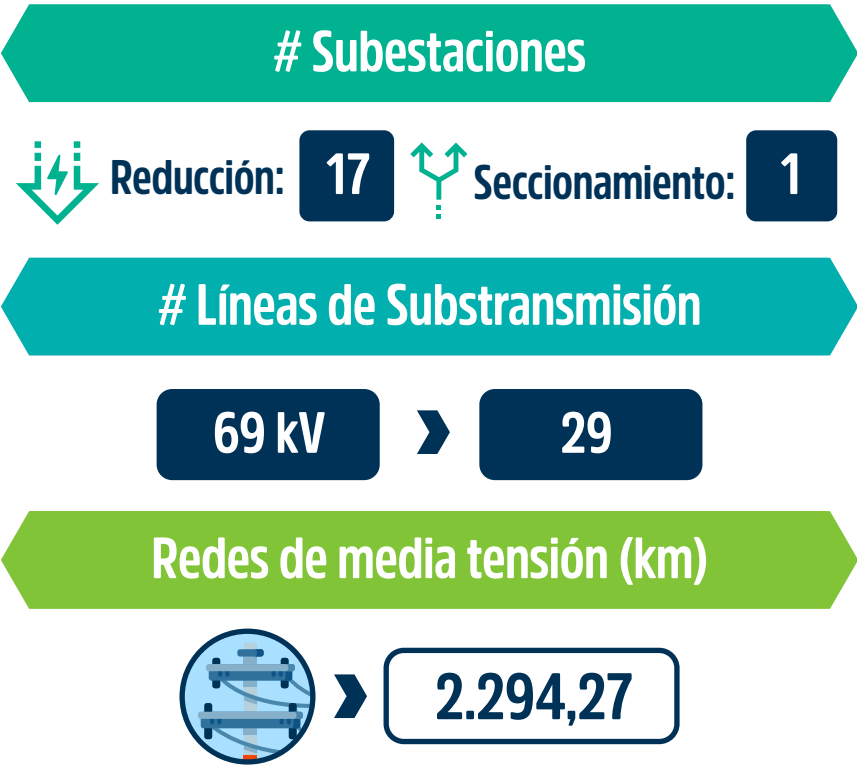 # Subestaciones
Reducción: 17 Seccionamiento: 1
# Líneas de Substransmisión
69 kV 29
Redes de media tensión (km)
2.294,27